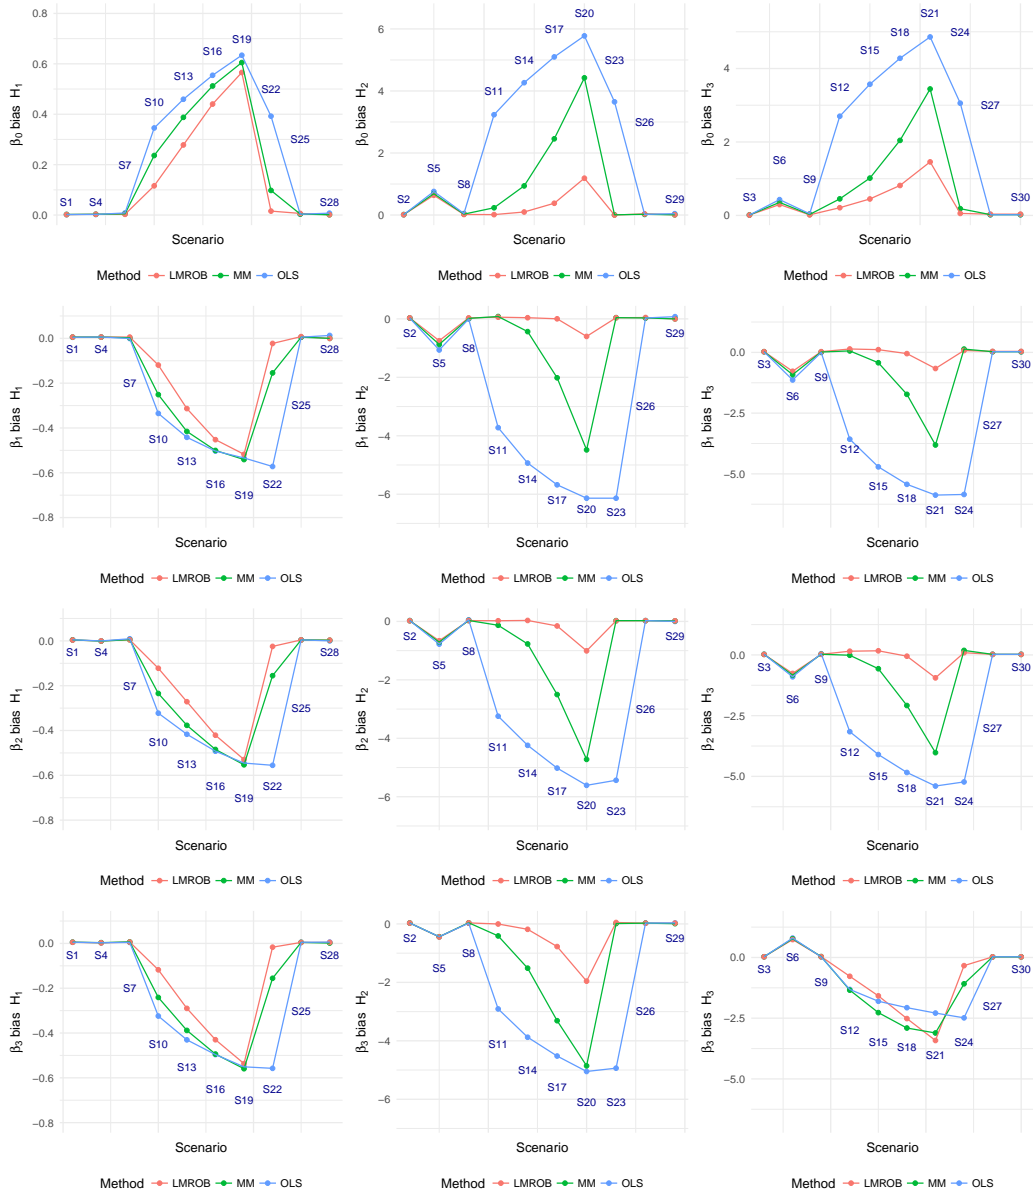 β0 bias H1
0.8
0.6
0.4
0.2
0.0
S1 S4 S7 S10 S13 S16 S19 S22 S25 S28
Scenario
Method LMROB MM OLS
β0 bias H2
6
4
2
0
S2 S5 S8 S11 S14 S17 S20 S23 S26 S29
Scenario
Method LMROB MM OLS
β0 bias H3
4
2
0
S3 S6 S9 S12 S15 S18 S21 S24 S27 S30
Scenario
Method LMROB MM OLS
β1 bias H1
0.0
−0.2
−0.4
−0.6
−0.8
S1 S4 S7 S10 S13 S16 S19 S22 S25 S28
Scenario
Method LMROB MM OLS
β1 bias H2
0
−2
−4
−6
S2 S5 S8 S11 S14 S17 S20 S23 S26 S29
Scenario
Method LMROB MM OLS
β1 bias H3
0.0
−2.5
−5.0
S3 S6 S9 S12 S15 S18 S21 S24 S27 S30
Scenario
Method LMROB MM OLS
β2 bias H1
0.0
−0.2
−0.4
−0.6
−0.8
S1 S4 S7 S10 S13 S16 S19 S22 S25 S28
Scenario
Method LMROB MM OLS
β2 bias H2
0
−2
−4
−6
S2 S5 S8 S11 S14 S17 S20 S23 S26 S29
Scenario
Method LMROB MM OLS
β2 bias H3
0.0
−2.5
−5.0
S3 S6 S9 S12 S15 S18 S21 S24 S27 S30
Scenario
Method LMROB MM OLS
β3 bias H1
0.0
−0.2
−0.4
−0.6
−0.8
S1 S4 S7 S10 S13 S16 S19 S22 S25 S28
Scenario
Method LMROB MM OLS
β3 bias H2
0
−2
−4
−6
S2 S5 S8 S11 S14 S17 S20 S23 S26 S29
Scenario
Method LMROB MM OLS
β3 bias H3
0.0
−2.5
−5.0
S3 S6 S9 S12 S15 S18 S21 S24 S27 S30
Scenario
Method LMROB MM OLS